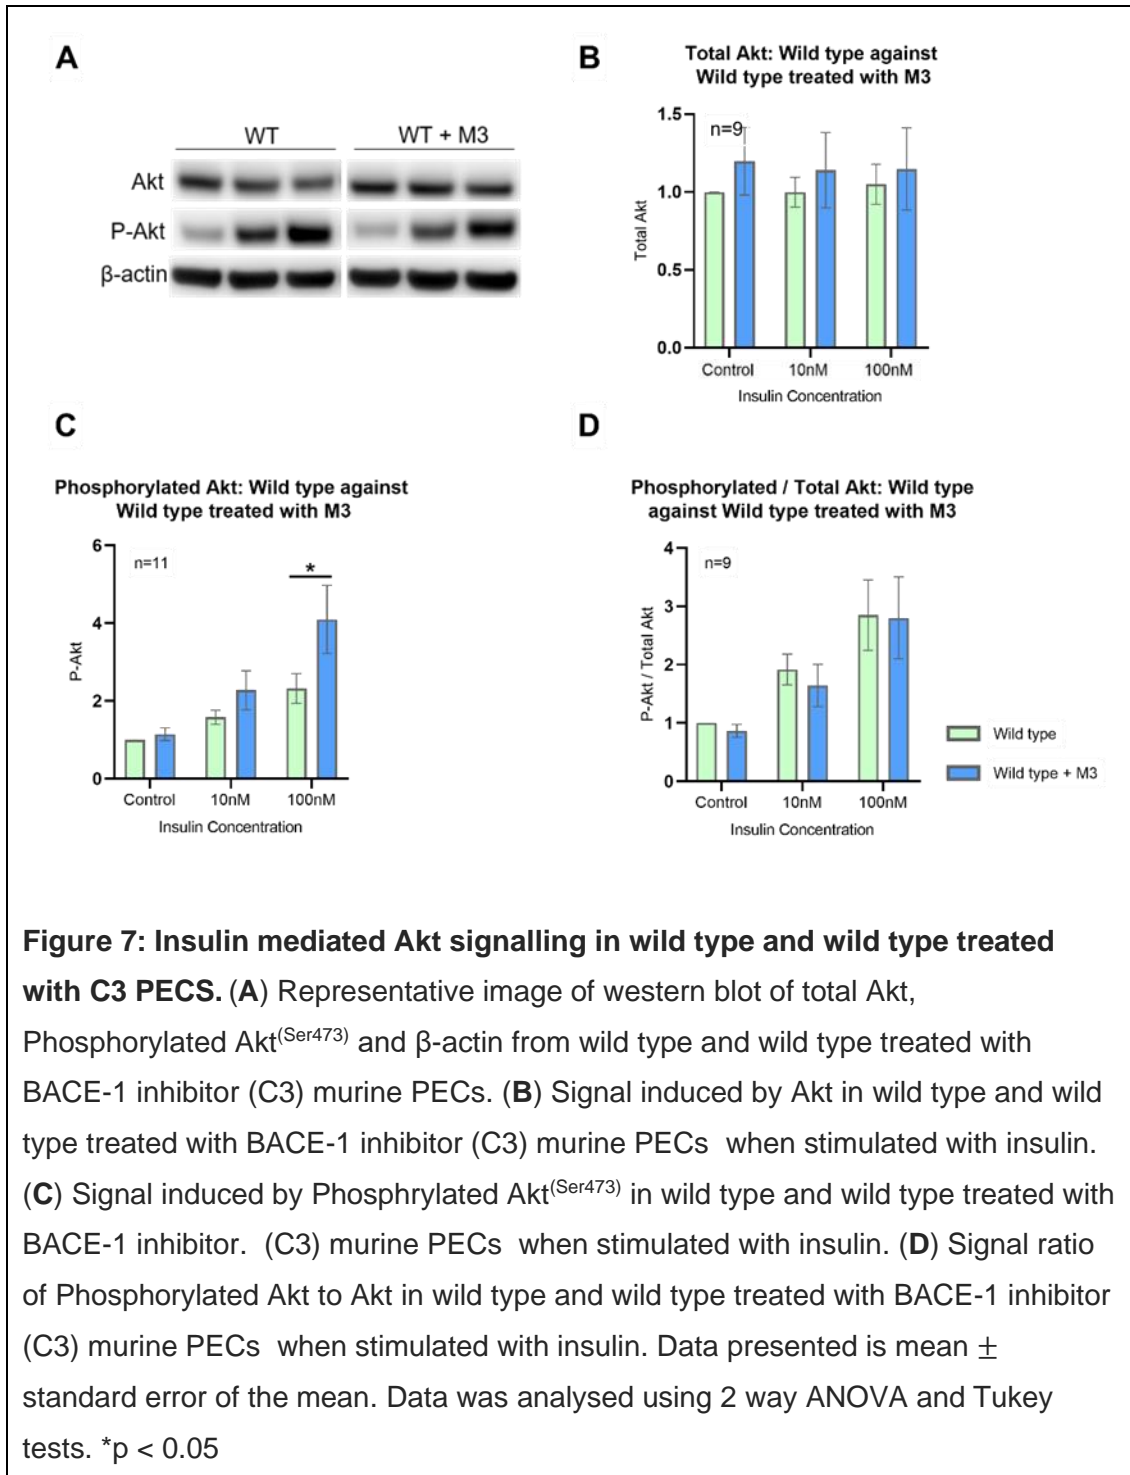 A
WT
WT + M3
Akt
P-Akt
β-actin
B
Total Akt: Wild type against
Wild type treated with M3
n=9
1.5
1.0
0.5
0.0
Total Akt
Control 10nM 100nM
Insulin Concentration
C
Phosphorylated Akt: Wild type against
Wild type treated with M3
n=11
*
6
4
2
0
P-Akt
Control 10nM 100nM
Insulin Concentration
D
Phosphorylated / Total Akt: Wild type
against Wild type treated with M3
n=9
4
3
2
1
0
P-Akt / Total Akt
Control 10nM 100nM
Insulin Concentration
Wild type
Wild type + M3
Figure 7: Insulin mediated Akt signalling in wild type and wild type treated
with C3 PECS. (A) Representative image of western blot of total Akt,
Phosphorylated Akt(Ser473) and β-actin from wild type and wild type treated with
BACE-1 inhibitor (C3) murine PECs. (B) Signal induced by Akt in wild type and wild
type treated with BACE-1 inhibitor (C3) murine PECs when stimulated with insulin.
(C) Signal induced by Phosphrylated Akt(Ser473) in wild type and wild type treated with
BACE-1 inhibitor. (C3) murine PECs when stimulated with insulin. (D) Signal ratio
of Phosphorylated Akt to Akt in wild type and wild type treated with BACE-1 inhibitor
(C3) murine PECs when stimulated with insulin. Data presented is mean ±
standard error of the mean. Data was analysed using 2 way ANOVA and Tukey
tests. *p < 0.05